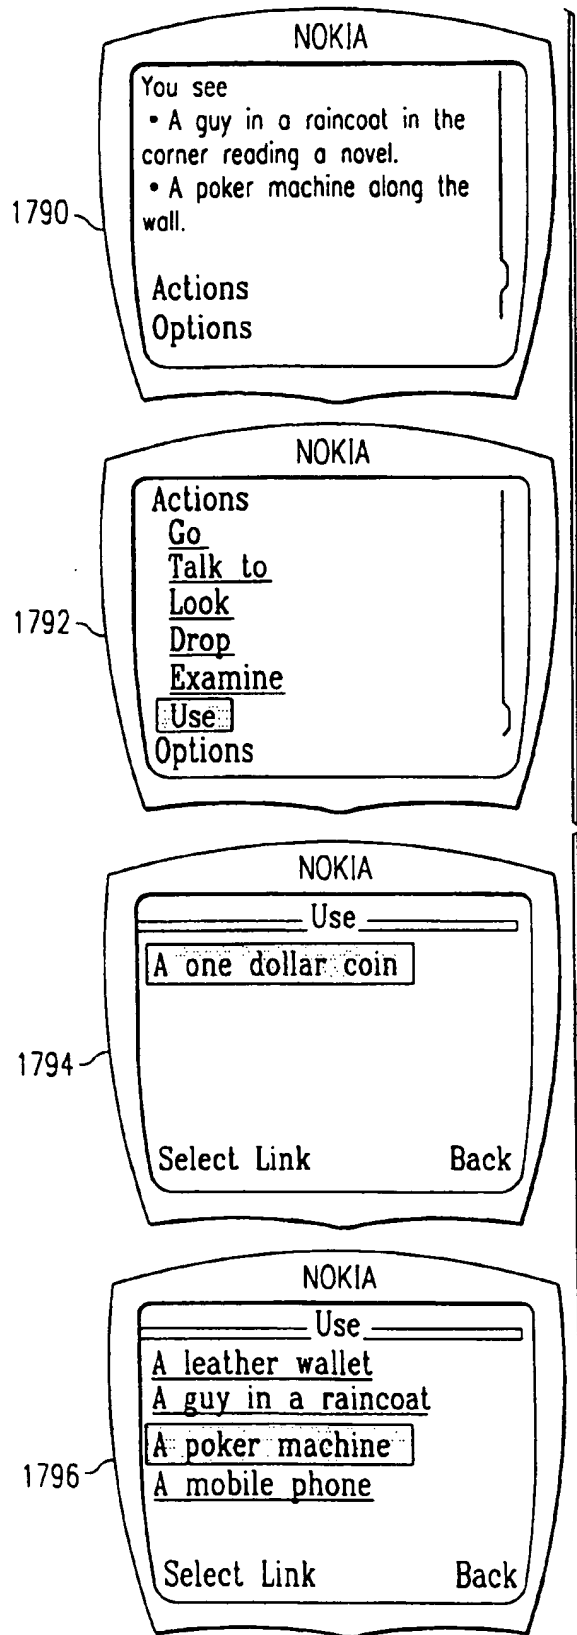 NOKIA
You see
• A guy in a raincoat in the
corner reading a novel.
• A poker machine along the
wall.
1790
Actions
Options
NOKIA
Actions
Go
Talk to
Look
1792
Drop
Examine
Use
Options
NOKIA
Use
A one dollar coin
1794
Select Link Back
NOKIA
Use
A leather wallet
A guy in a raincoat
A poker machine
1796
A mobile phone
Select Link Back